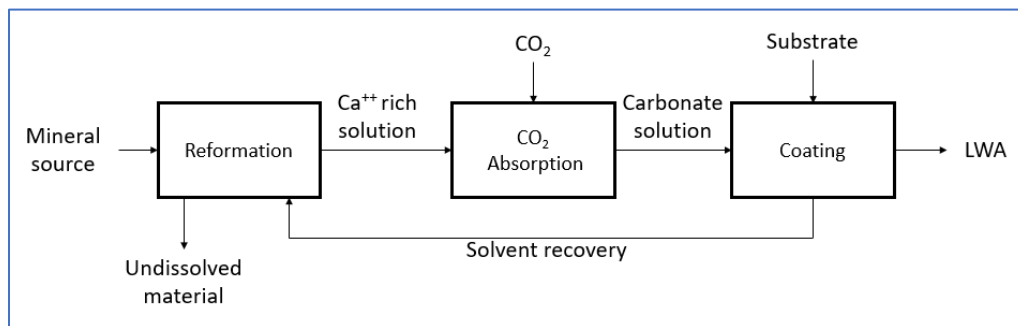 CO₂
Substrate
Ca⁺⁺ rich
solution
Carbonate
solution
Mineral
source
Reformation
CO₂
Absorption
Coating
LWA
Solvent recovery
Undissolved
material